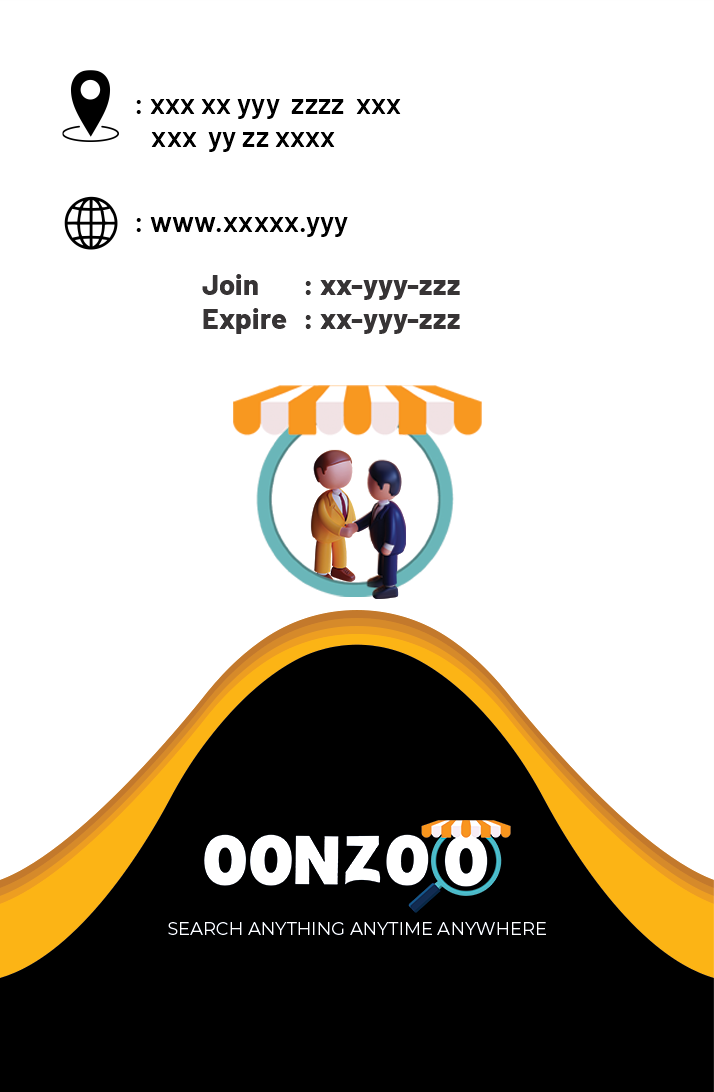 : xxx xx yyy zzzz xxx
xxx yy zz xxxx
: www.xxxxx.yyy
Join : xx-yyy-zzz
Expire : xx-yyy-zzz
OONZOO
SEARCH ANYTHING ANYTIME ANYWHERE